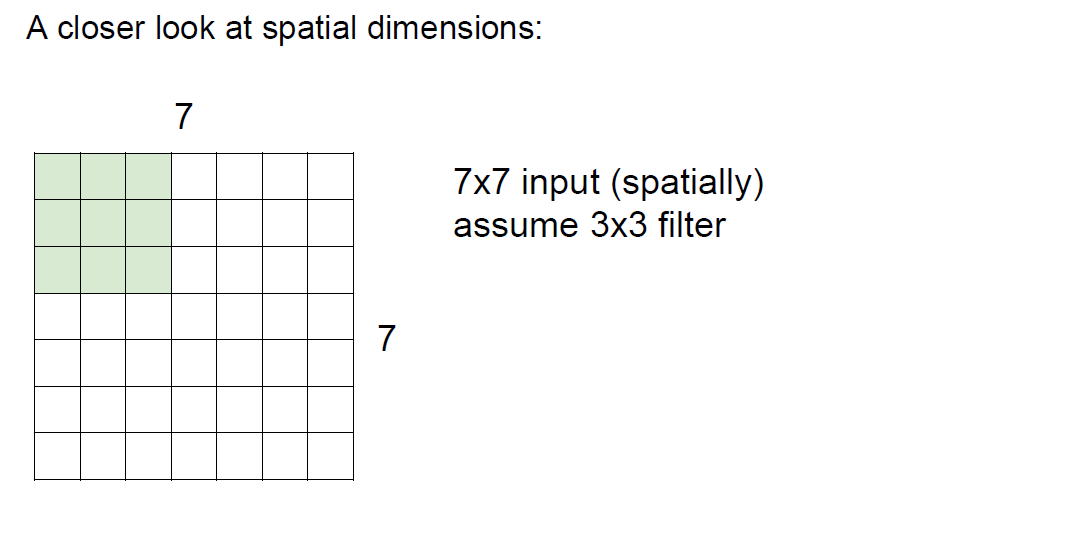 A closer look at spatial dimensions:
7
7x7 input (spatially)
assume 3x3 filter
7